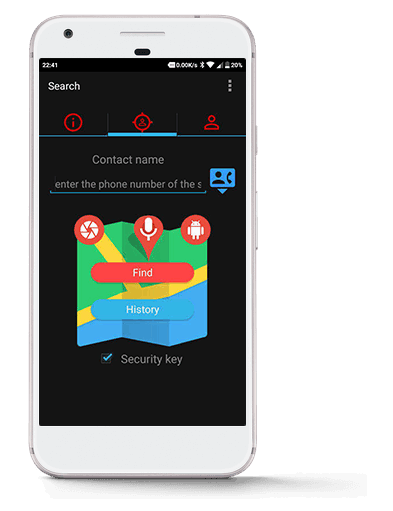 22:41 0.00K/s 20%
Search
Contact name
enter the phone number of the s
Find
History
Security key